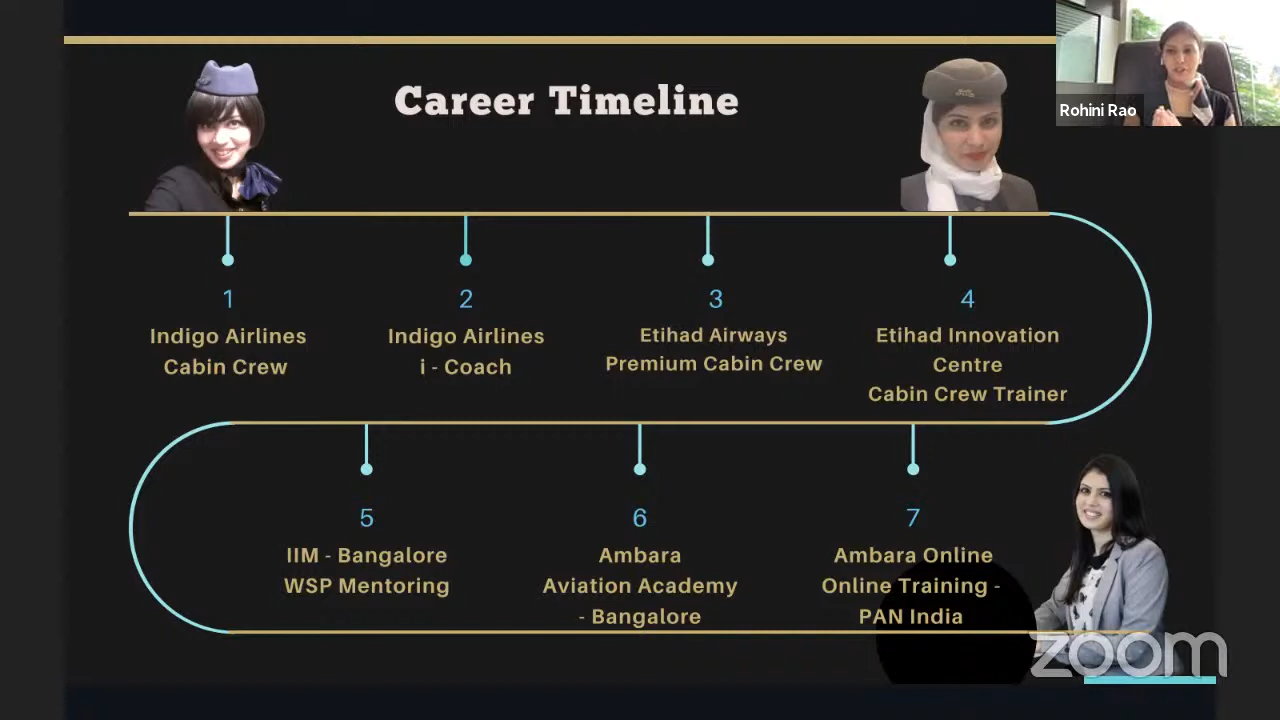 Career Timeline
Rohini Rao
1
Indigo Airlines
Cabin Crew
2
Indigo Airlines
i - Coach
3
Etihad Airways
Premium Cabin Crew
4
Etihad Innovation
Centre
Cabin Crew Trainer
5
IIM - Bangalore
WSP Mentoring
6
Ambara
Aviation Academy
- Bangalore
7
Ambara Online
Online Training -
PAN India
zoom